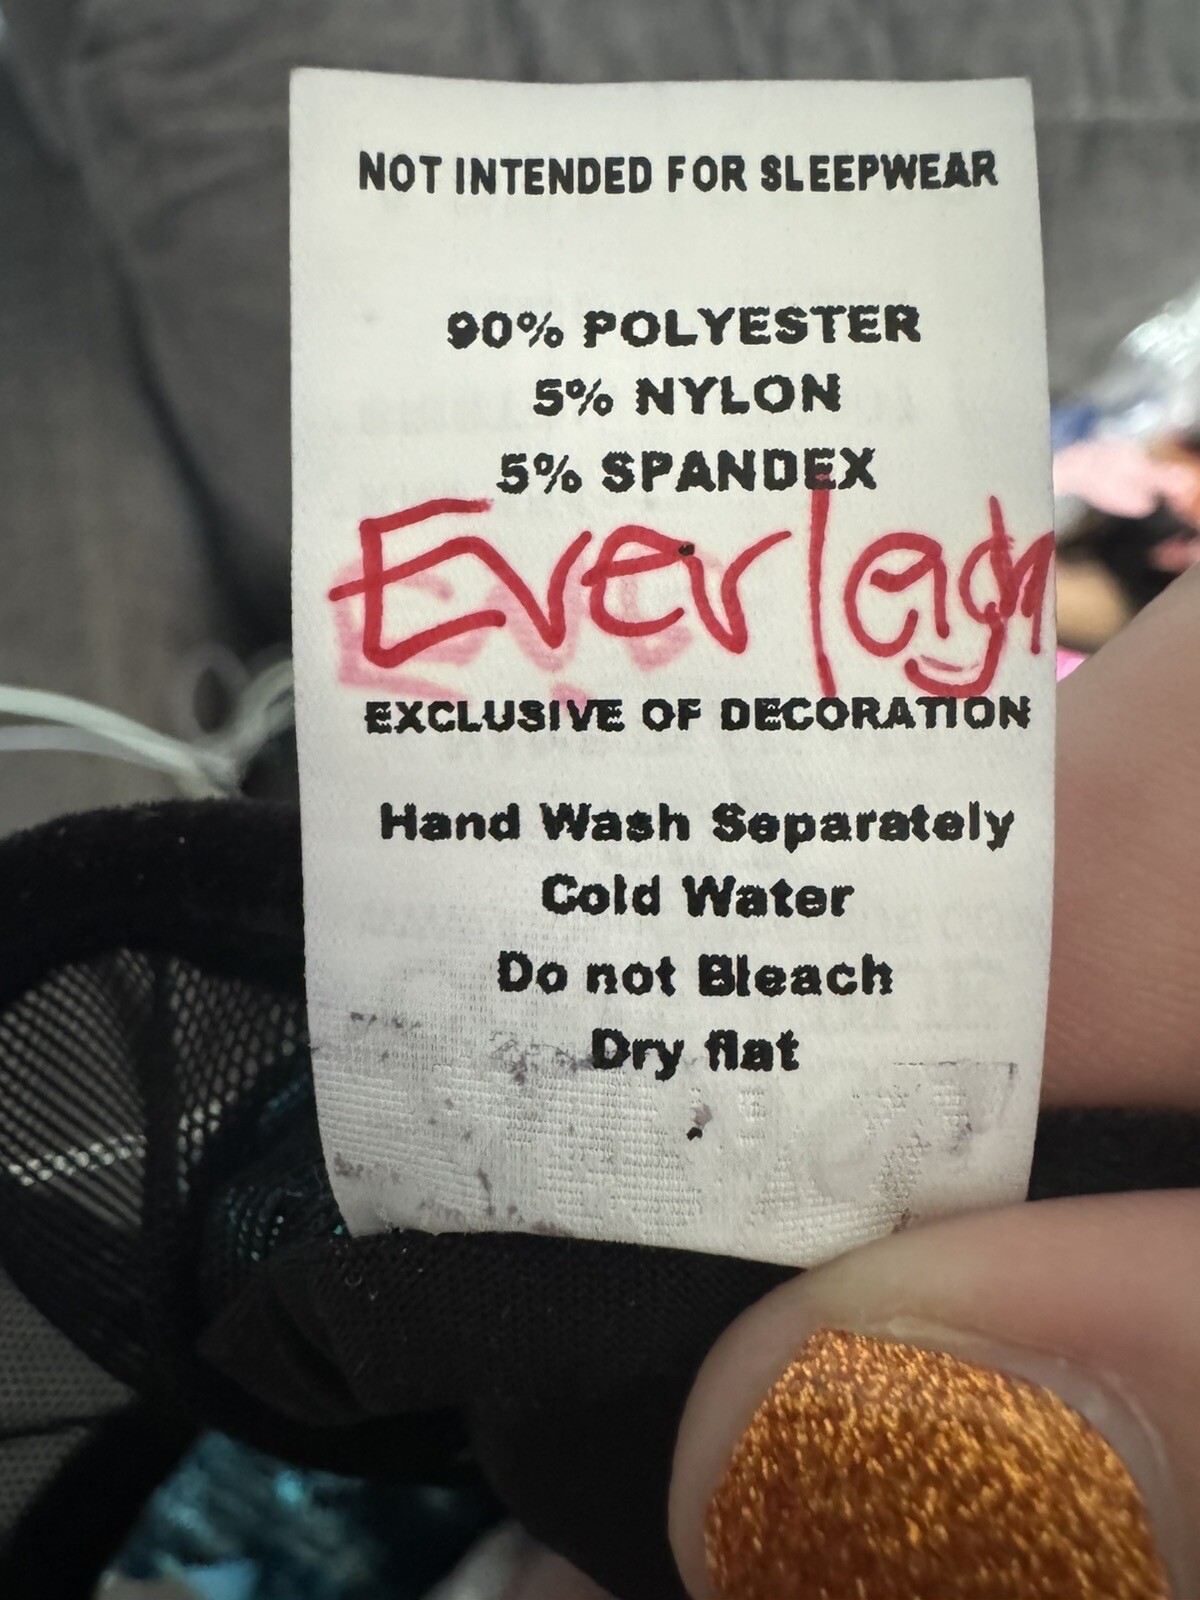 NOT INTENDED FOR SLEEPWEAR
90% POLYESTER
5% NYLON
5% SPANDEX
Everleigh
EXCLUSIVE OF DECORATION
Hand Wash Separately
Cold Water
Do not Bleach
Dry flat